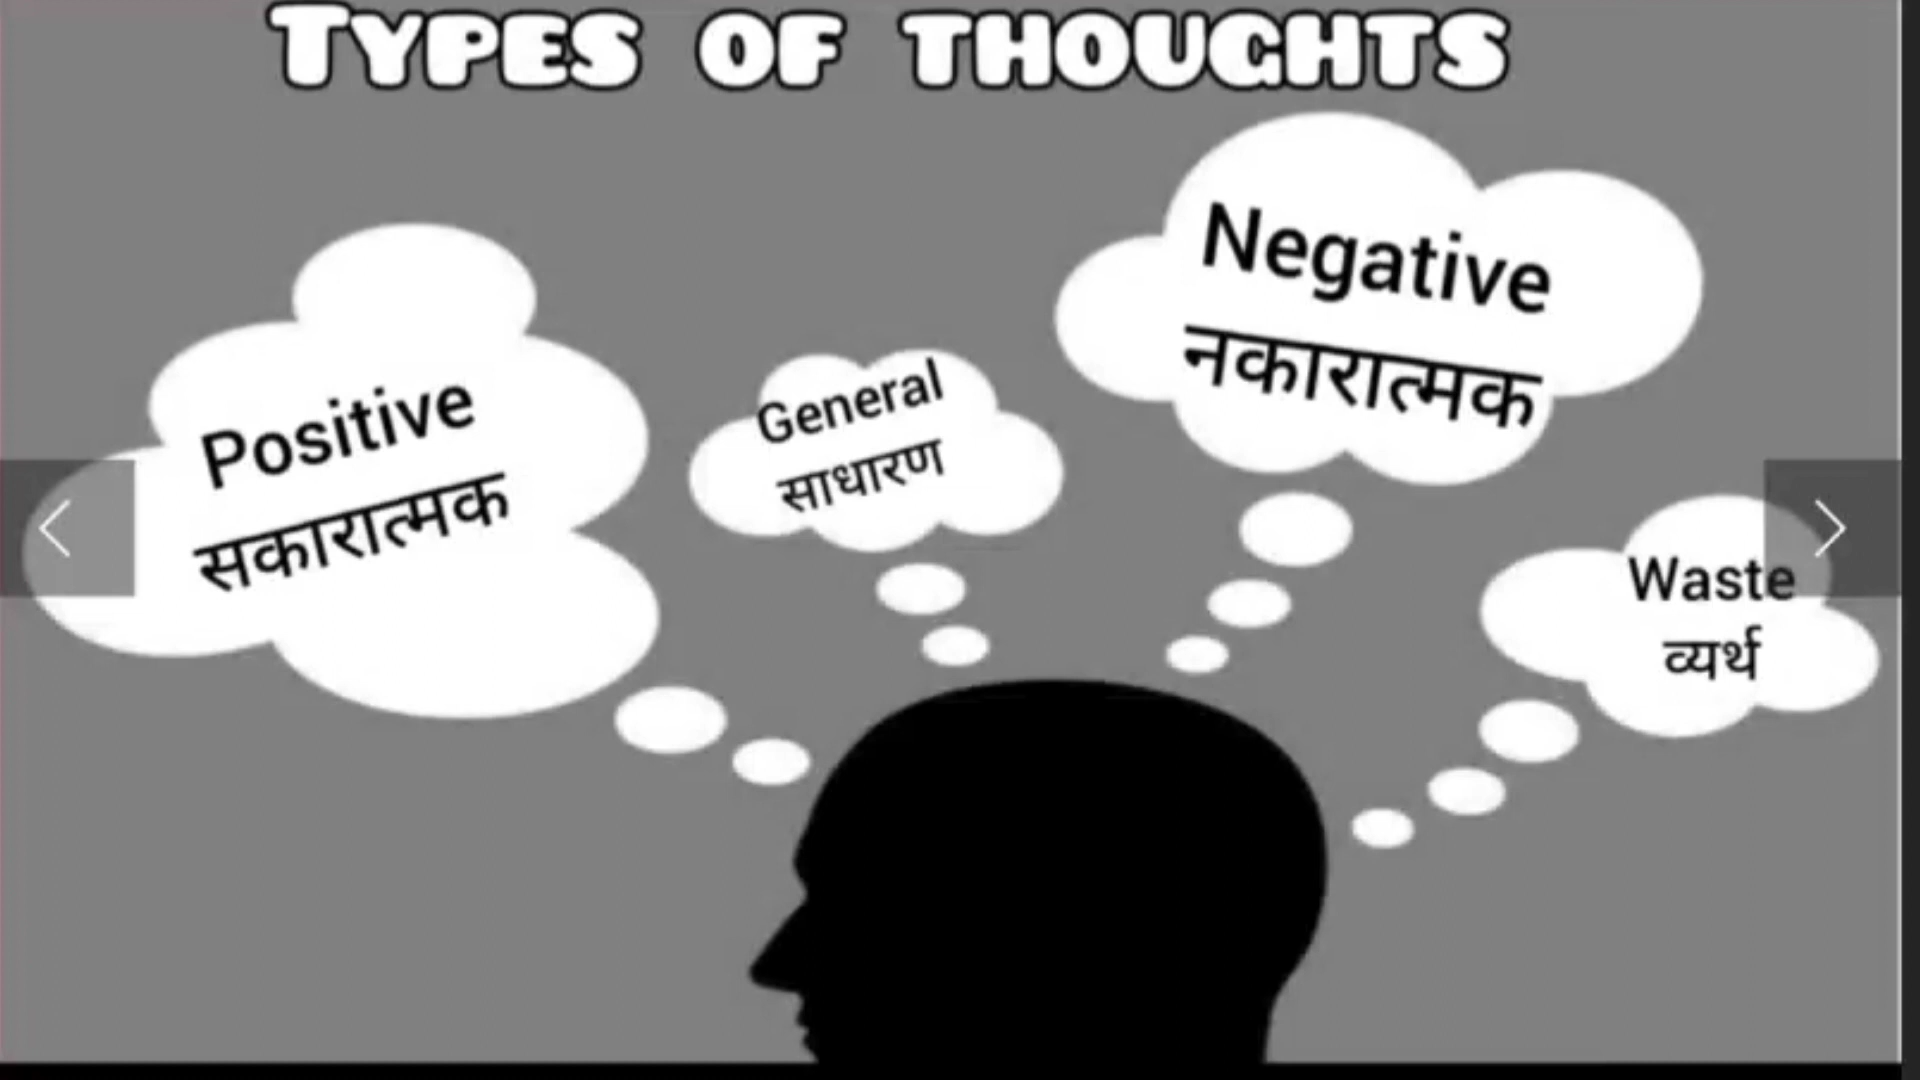 TYPES OF THOUGHTS
Positive
सकारात्मक
General
साधारण
Negative
नकारात्मक
Waste
व्यर्थ